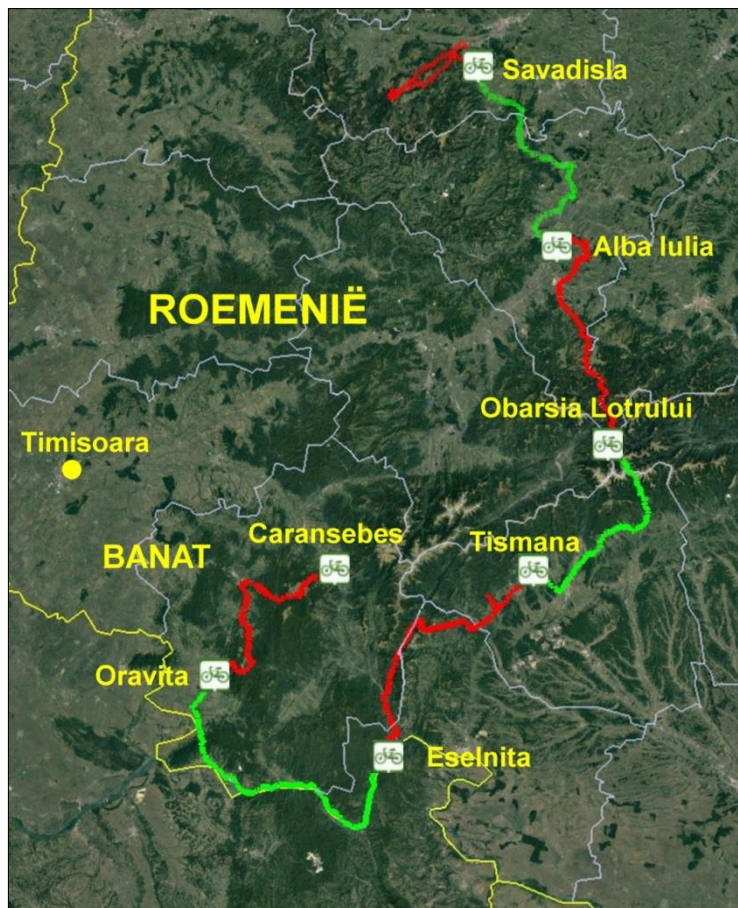 Savadisla
Alba Iulia
ROEMENIË
Obarsia Lotrului
Timisoara
Caransebes
Tismana
BANAT
Oravita
Eselnita